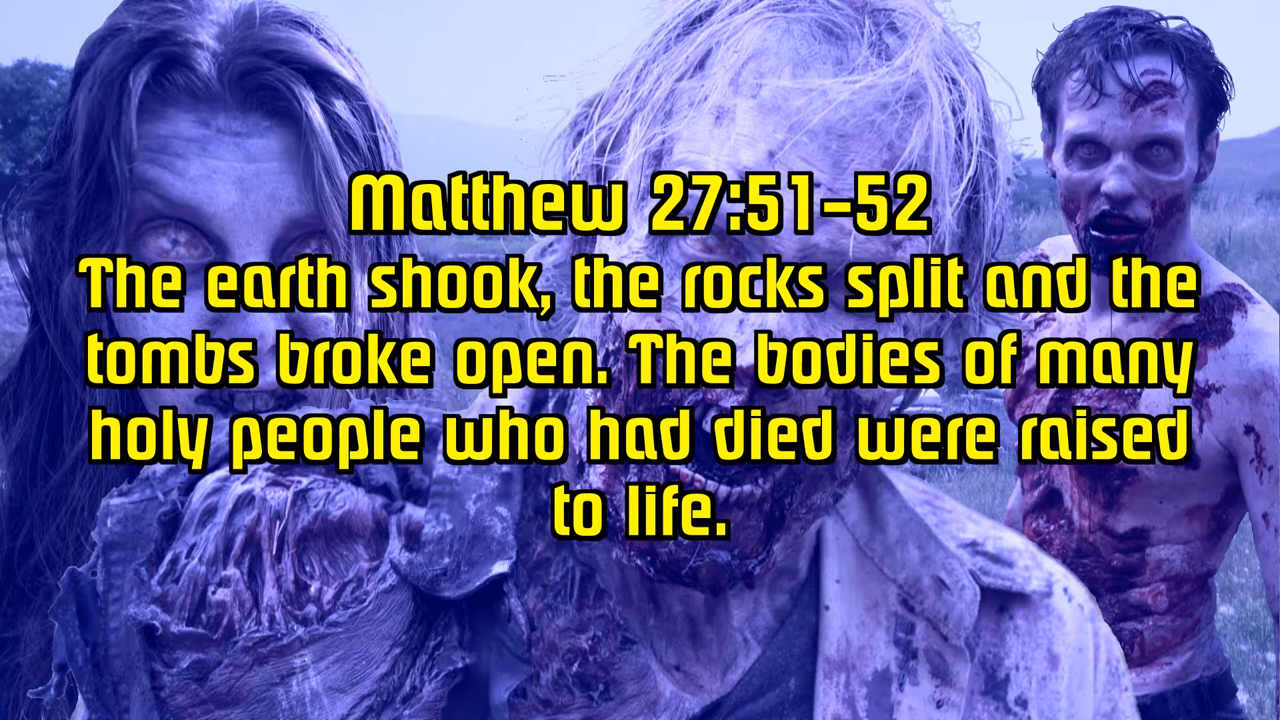 Matthew 27:51-52
The earth shook, the rocks split and the
tombs broke open. The bodies of many
holy people who had died were raised
to life.